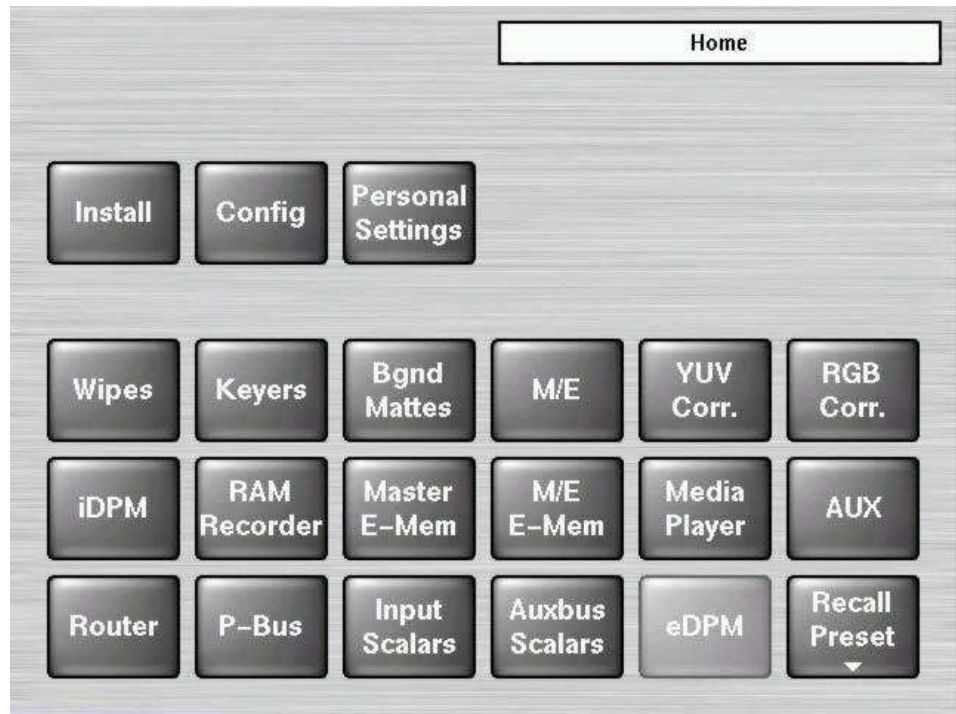 Home
Install
Config
Personal
Settings
Wipes
Keyers
Bgnd
Mattes
M/E
YUV
Corr.
RGB
Corr.
iDPM
RAM
Recorder
Master
E-Mem
M/E
E-Mem
Media
Player
AUX
Router
P-Bus
Input
Scalars
Auxbus
Scalars
eDPM
Recall
Preset